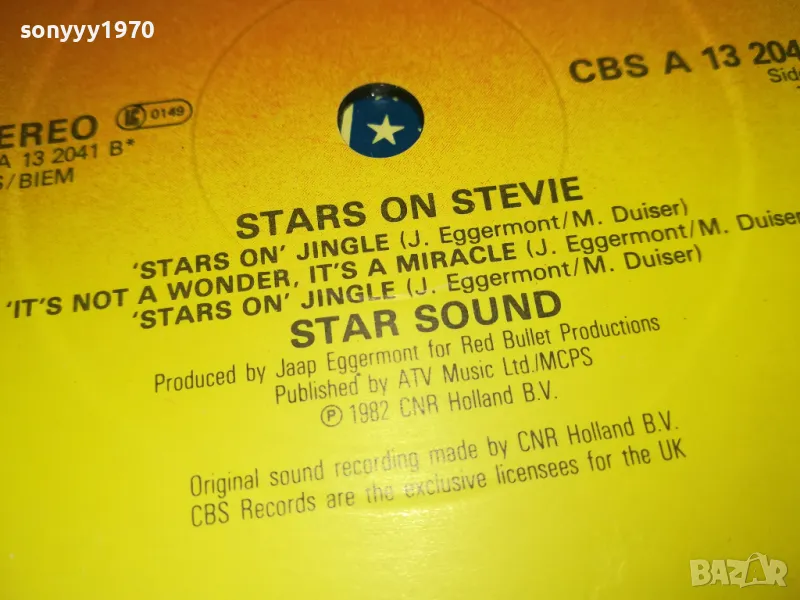 sonyyy1970
CBS A 13 204
STEREO
0149
A 13 2041 B*
/BIEM
STARS ON STEVIE
'STARS ON' JINGLE (J. Eggermont/M. Duiser)
'IT'S NOT A WONDER, IT'S A MIRACLE (J. Eggermont/M. Duiser)
'STARS ON' JINGLE (J. Eggermont/M. Duiser)
STAR SOUND
Produced by Jaap Eggermont for Red Bullet Productions
Published by ATV Music Ltd./MCPS
Ⓟ 1982 CNR Holland B.V.
Original sound recording made by CNR Holland B.V.
CBS Records are the exclusive licensees for the UK
BAZAR